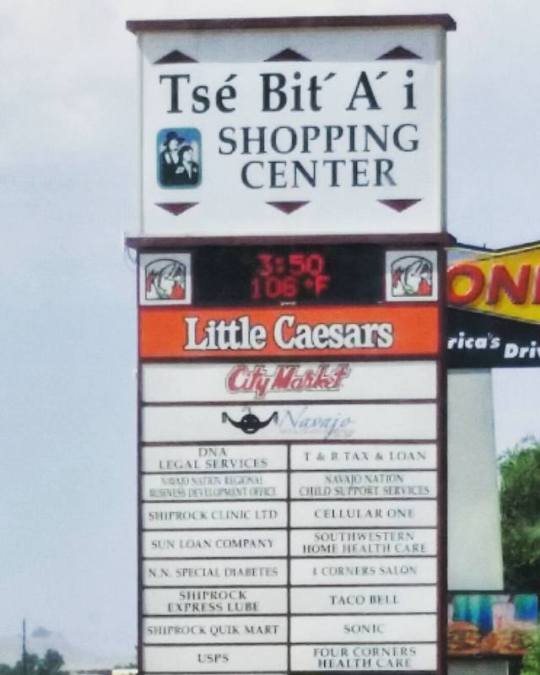 Tsé Bit´ A´ i
SHOPPING
CENTER
3:50
106 °F
Little Caesars
City Market
Navajo
DNA
LEGAL SERVICES
T & R TAX & LOAN
NAVAJO NATION REGIONAL
BUSINESS DEVELOPMENT OFFICE
NAVAJO NATION
CHILD SUPPORT SERVICES
SHIPROCK CLINIC LTD
CELLULAR ONE
SUN LOAN COMPANY
SOUTHWESTERN
HOME HEALTH CARE
N.N. SPECIAL DIABETES
4 CORNERS SALON
SHIPROCK
EXPRESS LUBE
TACO BELL
SHIPROCK QUIK MART
SONIC
USPS
FOUR CORNERS
HEALTH CARE
ONI
rica's Driv